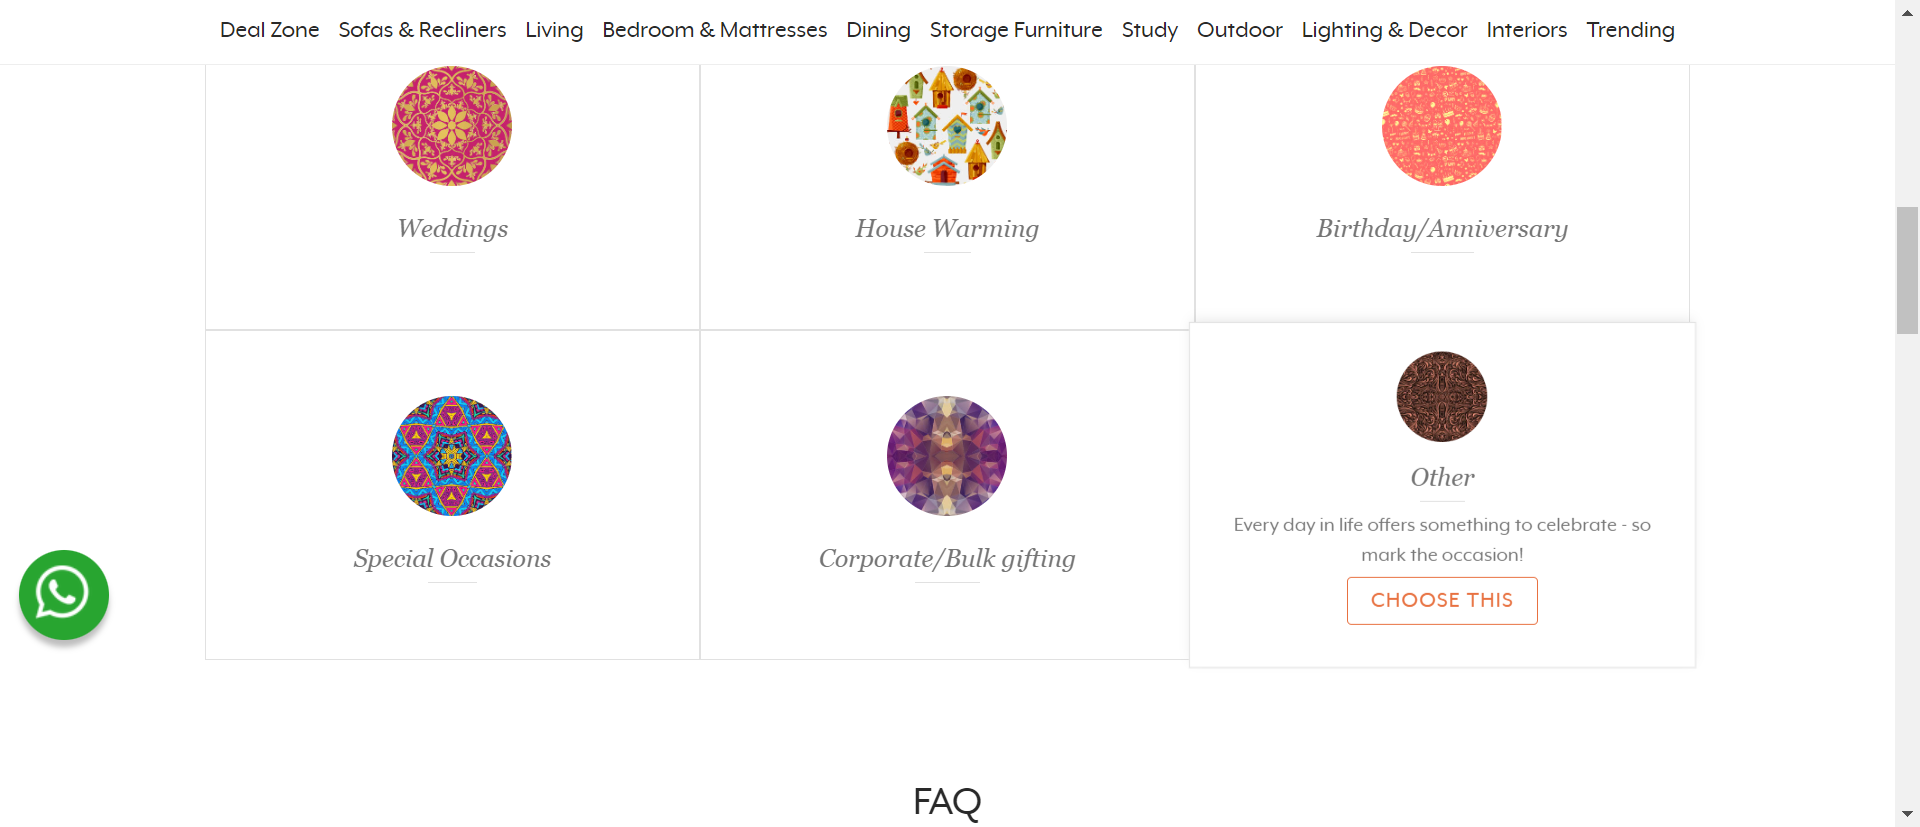 Deal Zone Sofas & Recliners Living Bedroom & Mattresses Dining Storage Furniture Study Outdoor Lighting & Decor Interiors Trending
Weddings
House Warming
Birthday/Anniversary
Special Occasions
Corporate/Bulk gifting
Other
Every day in life offers something to celebrate - so
mark the occasion!
CHOOSE THIS
FAQ